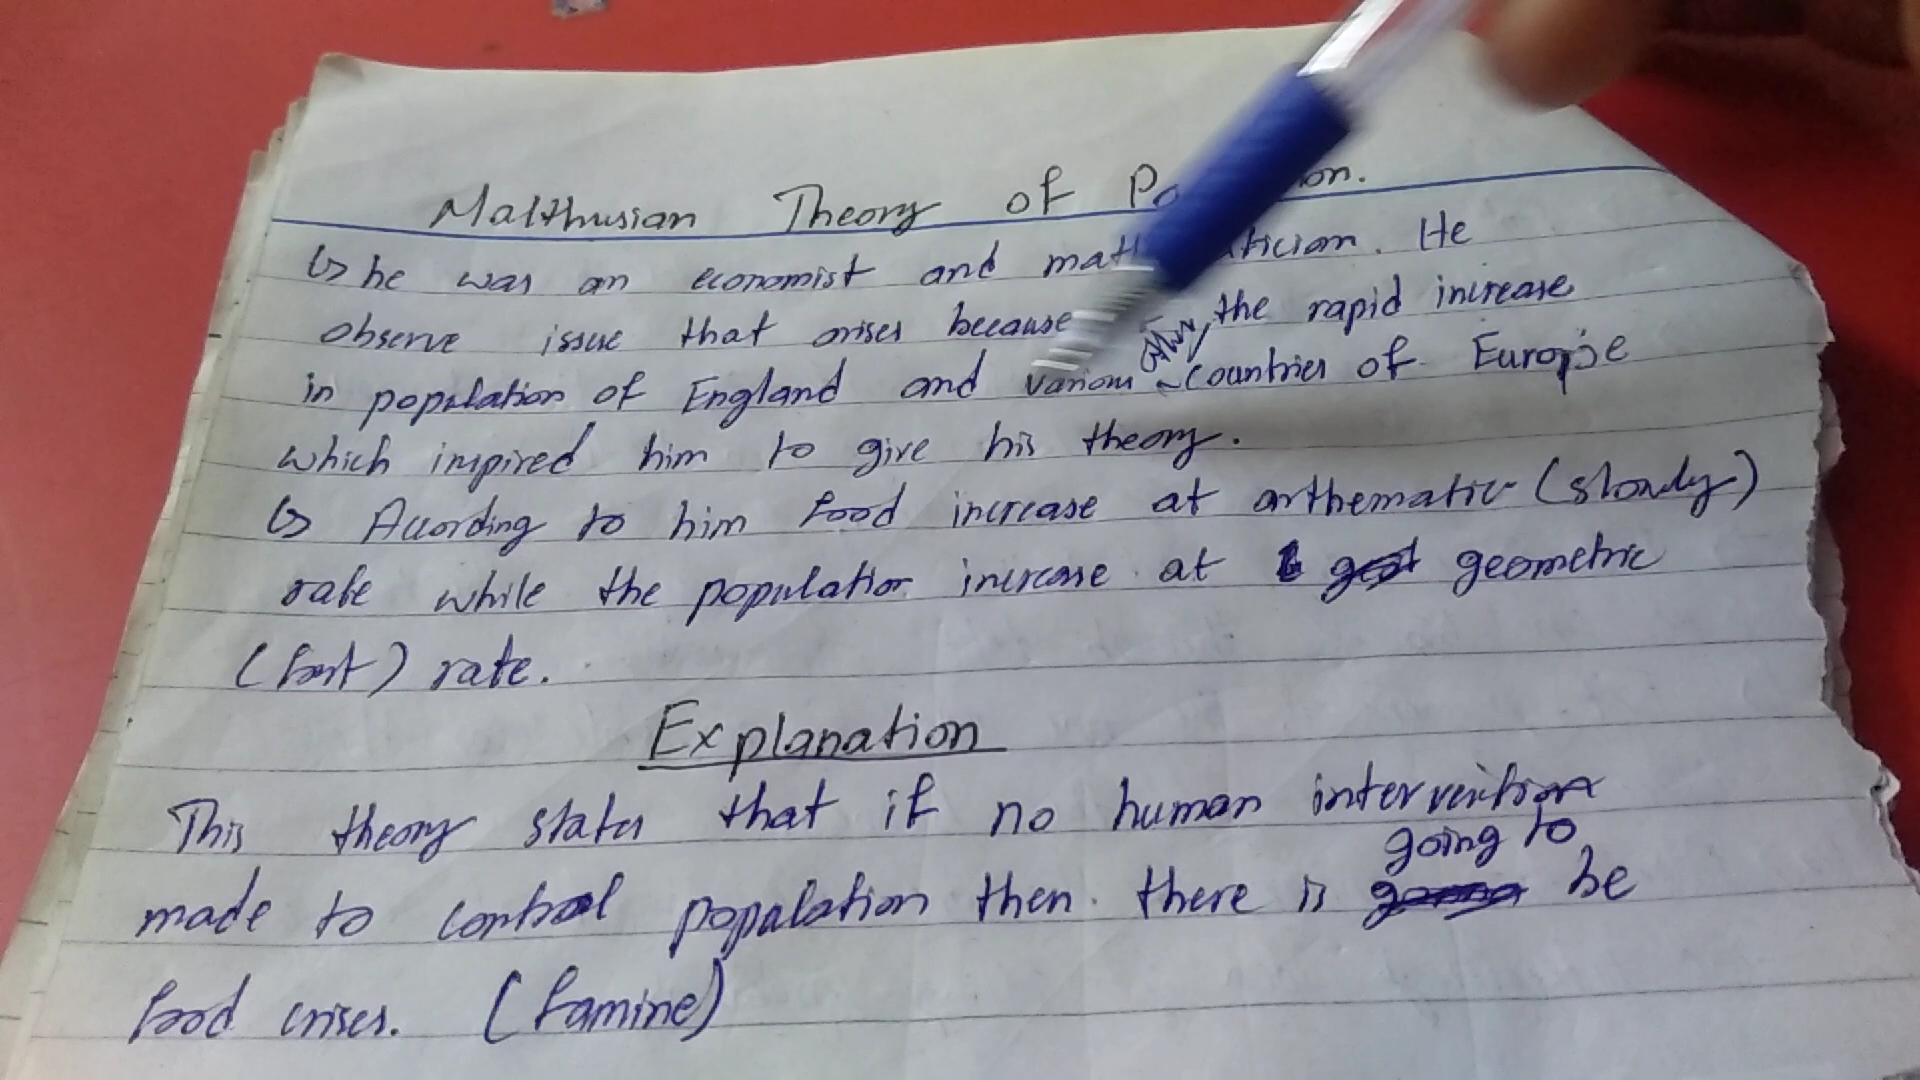 Malthusian Theory of
↳ he was an economist and He
observe issue that arises because the rapid increase
in population of England and various other countries of Europe
which inspired him to give his theory.
↳ According to him food increase at arthematic (slowly)
rate while the population increase at geometric
(fast) rate.
Explanation
This theory states that if no human intervention
made to control population then there is going to be
food crises. (famine)